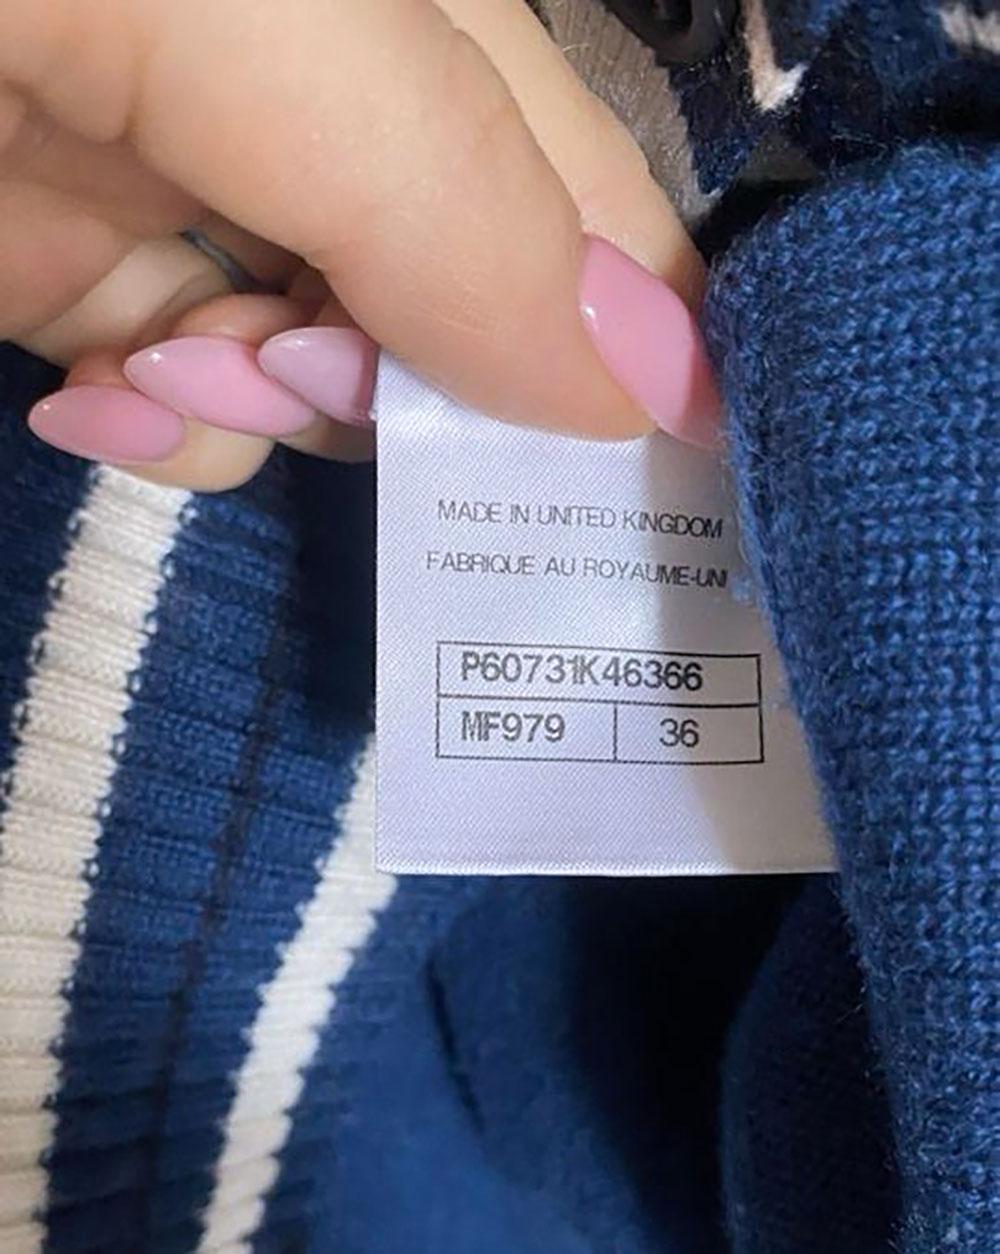 MADE IN UNITED KINGDOM
FABRIQUE AU ROYAUME-UNI
P60731K46366
MF979 36